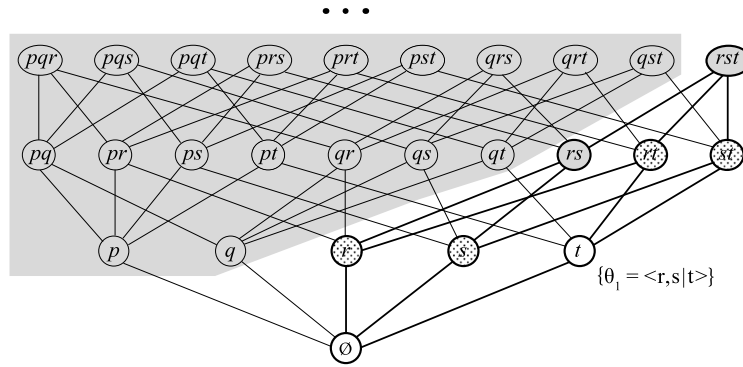 • • •
pqr pqs pqt prs prt pst qrs qrt qst rst
pq pr ps pt qr qs qt rs rt xt
p q r s t
{θ₁ = <r,s|t>}
∅